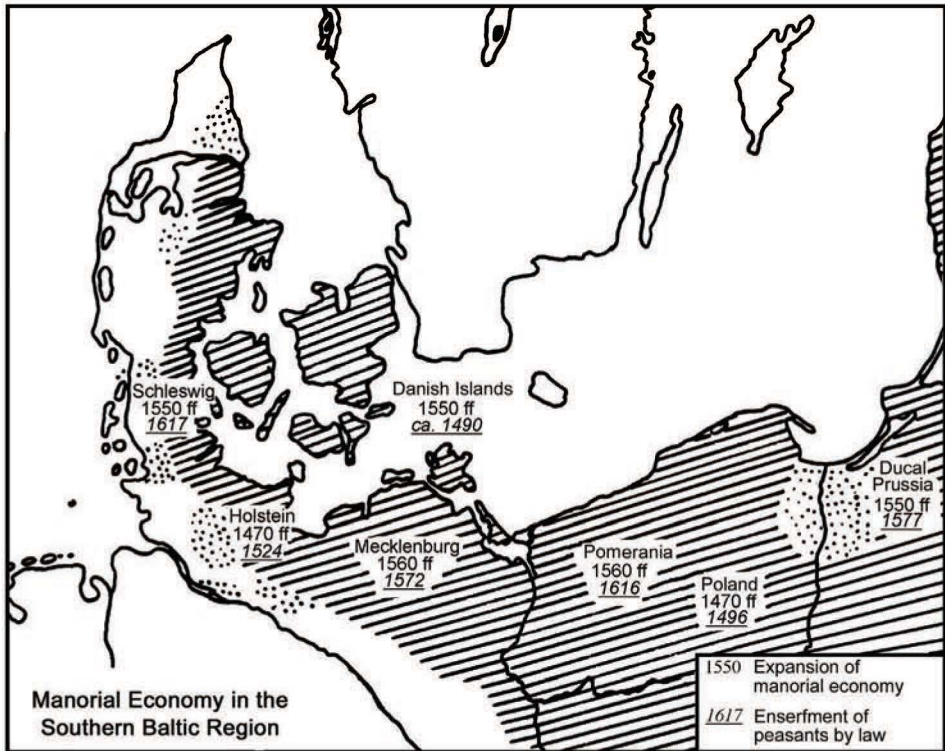 Schleswig
1550 ff
1617
Danish Islands
1550 ff
ca. 1490
Ducal
Prussia
1550 ff
1577
Holstein
1470 ff
1524
Mecklenburg
1560 ff
1572
Pomerania
1560 ff
1616
Poland
1470 ff
1496
Manorial Economy in the
Southern Baltic Region
1550 Expansion of
manorial economy
1617 Enserfment of
peasants by law